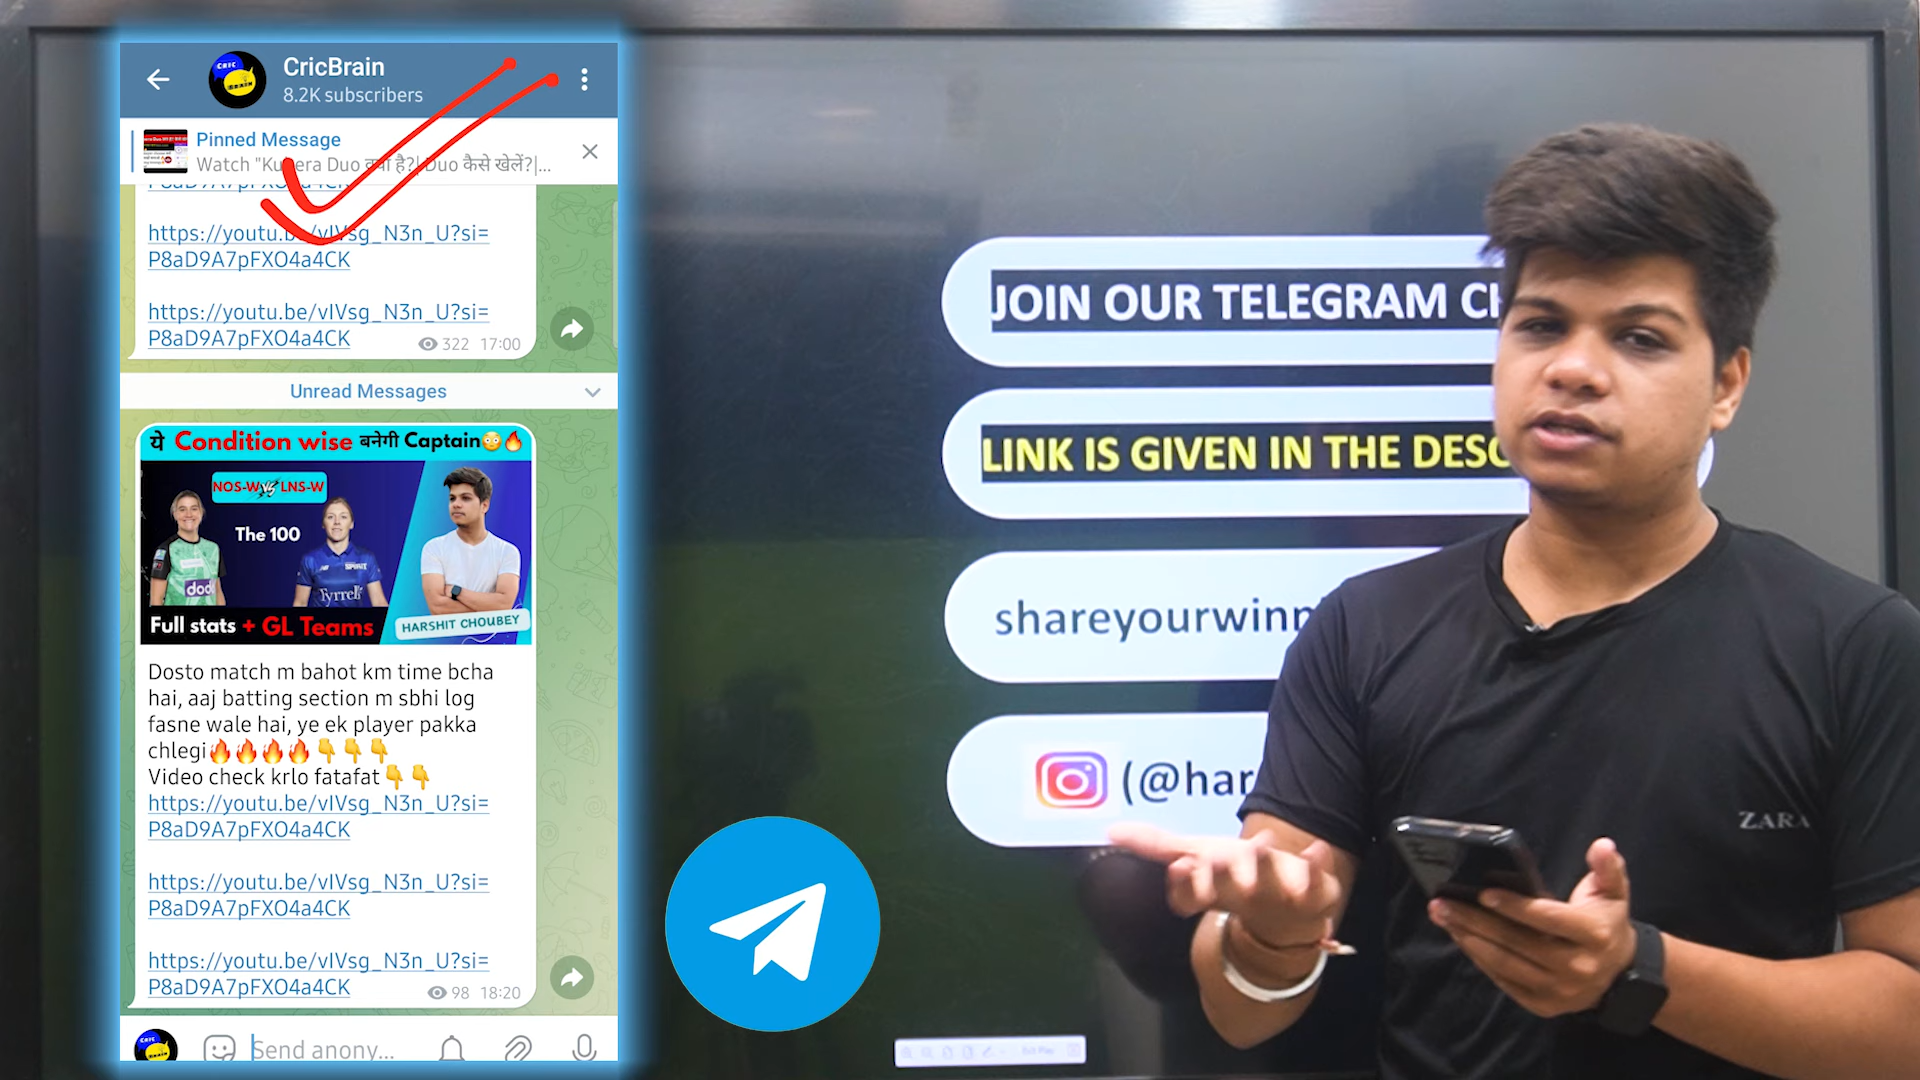 CricBrain
8.2K subscribers
Pinned Message
Watch "Kubera Duo क्या है?| Duo कैसे खेलें?|...
https://youtu.be/vIVsg_N3n_U?si=
P8aD9A7pFXO4a4CK
https://youtu.be/vIVsg_N3n_U?si=
P8aD9A7pFXO4a4CK
322 17:00
Unread Messages
ये Condition wise बनेगी Captain😳🔥
NOS-W VS LNS-W
The 100
Full stats + GL Teams
HARSHIT CHOUBEY
Dosto match m bahot km time bcha
hai, aaj batting section m sbhi log
fasne wale hai, ye ek player pakka
chlegi🔥🔥🔥🔥👇👇👇
Video check krlo fatafat👇👇
https://youtu.be/vIVsg_N3n_U?si=
P8aD9A7pFXO4a4CK
https://youtu.be/vIVsg_N3n_U?si=
P8aD9A7pFXO4a4CK
https://youtu.be/vIVsg_N3n_U?si=
P8aD9A7pFXO4a4CK
98 18:20
Send anony...
JOIN OUR TELEGRAM CH
LINK IS GIVEN IN THE DESC
shareyourwinn
(@har
ZARA